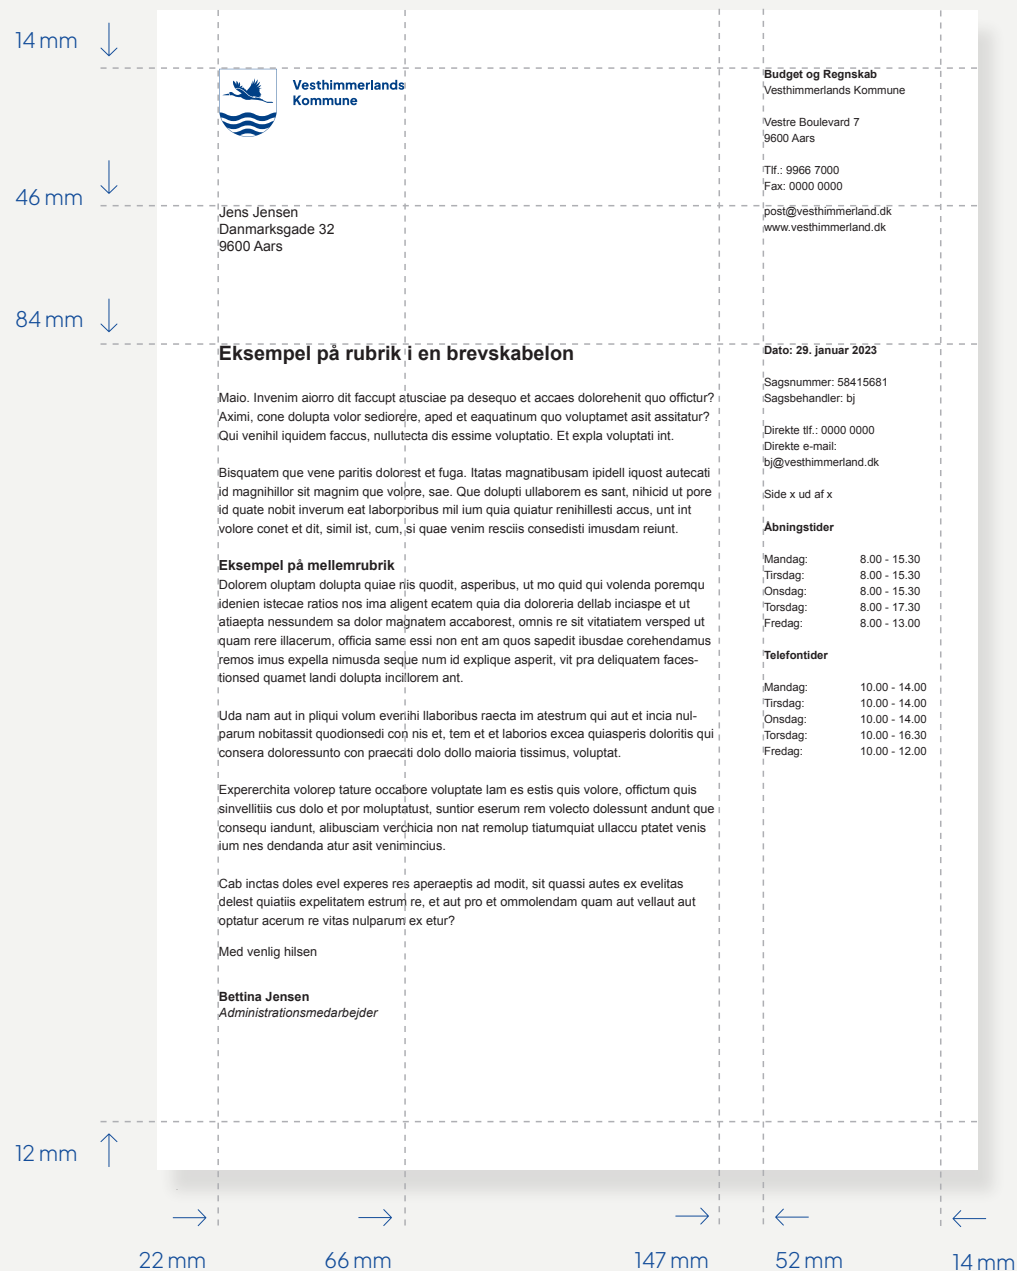 14 mm
46 mm
84 mm
12 mm
Vesthimmerlands
Kommune
Jens Jensen
Danmarksgade 32
9600 Aars
Eksempel på rubrik i en brevskabelon
Maio. Invenim aiorro dit faccupt atusciae pa desequo et accaes dolorehenit quo offictur?
Aximi, cone dolupta volor sediorere, aped et eaquatinum quo voluptamet asit assitatur?
Qui venihil iquidem faccus, nullutecta dis essime voluptatio. Et expla voluptati int.
Bisquatem que vene paritis dolorest et fuga. Itatas magnatibusam ipidell iquost autecati
id magnihillor sit magnim que volore, sae. Que dolupti ullaborem es sant, nihicid ut pore
id quate nobit inverum eat laborporibus mil ium quia quiatur renihillesti accus, unt int
volore conet et dit, simil ist, cum, si quae venim resciis consedisti imusdam reiunt.
Eksempel på mellemrubrik
Dolorem oluptam dolupta quiae nis quodit, asperibus, ut mo quid qui volenda poremqu
idenien istecae ratios nos ima aligent ecatem quia dia doloreria dellab inciaspe et ut
atiaepta nessundem sa dolor magnatem accaborest, omnis re sit vitatiatem versped ut
quam rere illacerum, officia same essi non ent am quos sapedit ibusdae corehendamus
remos imus expella nimusda seque num id explique asperit, vit pra deliquatem faces-
tionsed quamet landi dolupta incillorem ant.
Uda nam aut in pliqui volum evenihi llaboribus raecta im atestrum qui aut et incia nul-
parum nobitassit quodionsedi con nis et, tem et et laborios excea quiasperis doloritis qui
consera doloressunto con praecati dolo dollo maioria tissimus, voluptat.
Expererchita volorep tature occabore voluptate lam es estis quis volore, offictum quis
sinvellitiis cus dolo et por moluptatust, suntior eserum rem volecto dolessunt andunt que
consequ iandunt, alibusciam verchicia non nat remolup tiatumquiat ullaccu ptatet venis
ium nes dendanda atur asit venimincius.
Cab inctas doles evel experes res aperaeptis ad modit, sit quassi autes ex evelitas
delest quiatiis expelitatem estrum re, et aut pro et ommolendam quam aut vellaut aut
optatur acerum re vitas nulparum ex etur?
Med venlig hilsen
Bettina Jensen
Administrationsmedarbejder
Budget og Regnskab
Vesthimmerlands Kommune
Vestre Boulevard 7
9600 Aars
Tlf.: 9966 7000
Fax: 0000 0000
post@vesthimmerland.dk
www.vesthimmerland.dk
Dato: 29. januar 2023
Sagsnummer: 58415681
Sagsbehandler: bj
Direkte tlf.: 0000 0000
Direkte e-mail:
bj@vesthimmerland.dk
Side x ud af x
Åbningstider
Mandag: 8.00 - 15.30
Tirsdag: 8.00 - 15.30
Onsdag: 8.00 - 15.30
Torsdag: 8.00 - 17.30
Fredag: 8.00 - 13.00
Telefontider
Mandag: 10.00 - 14.00
Tirsdag: 10.00 - 14.00
Onsdag: 10.00 - 14.00
Torsdag: 10.00 - 16.30
Fredag: 10.00 - 12.00
22 mm
66 mm
147 mm
52 mm
14 mm